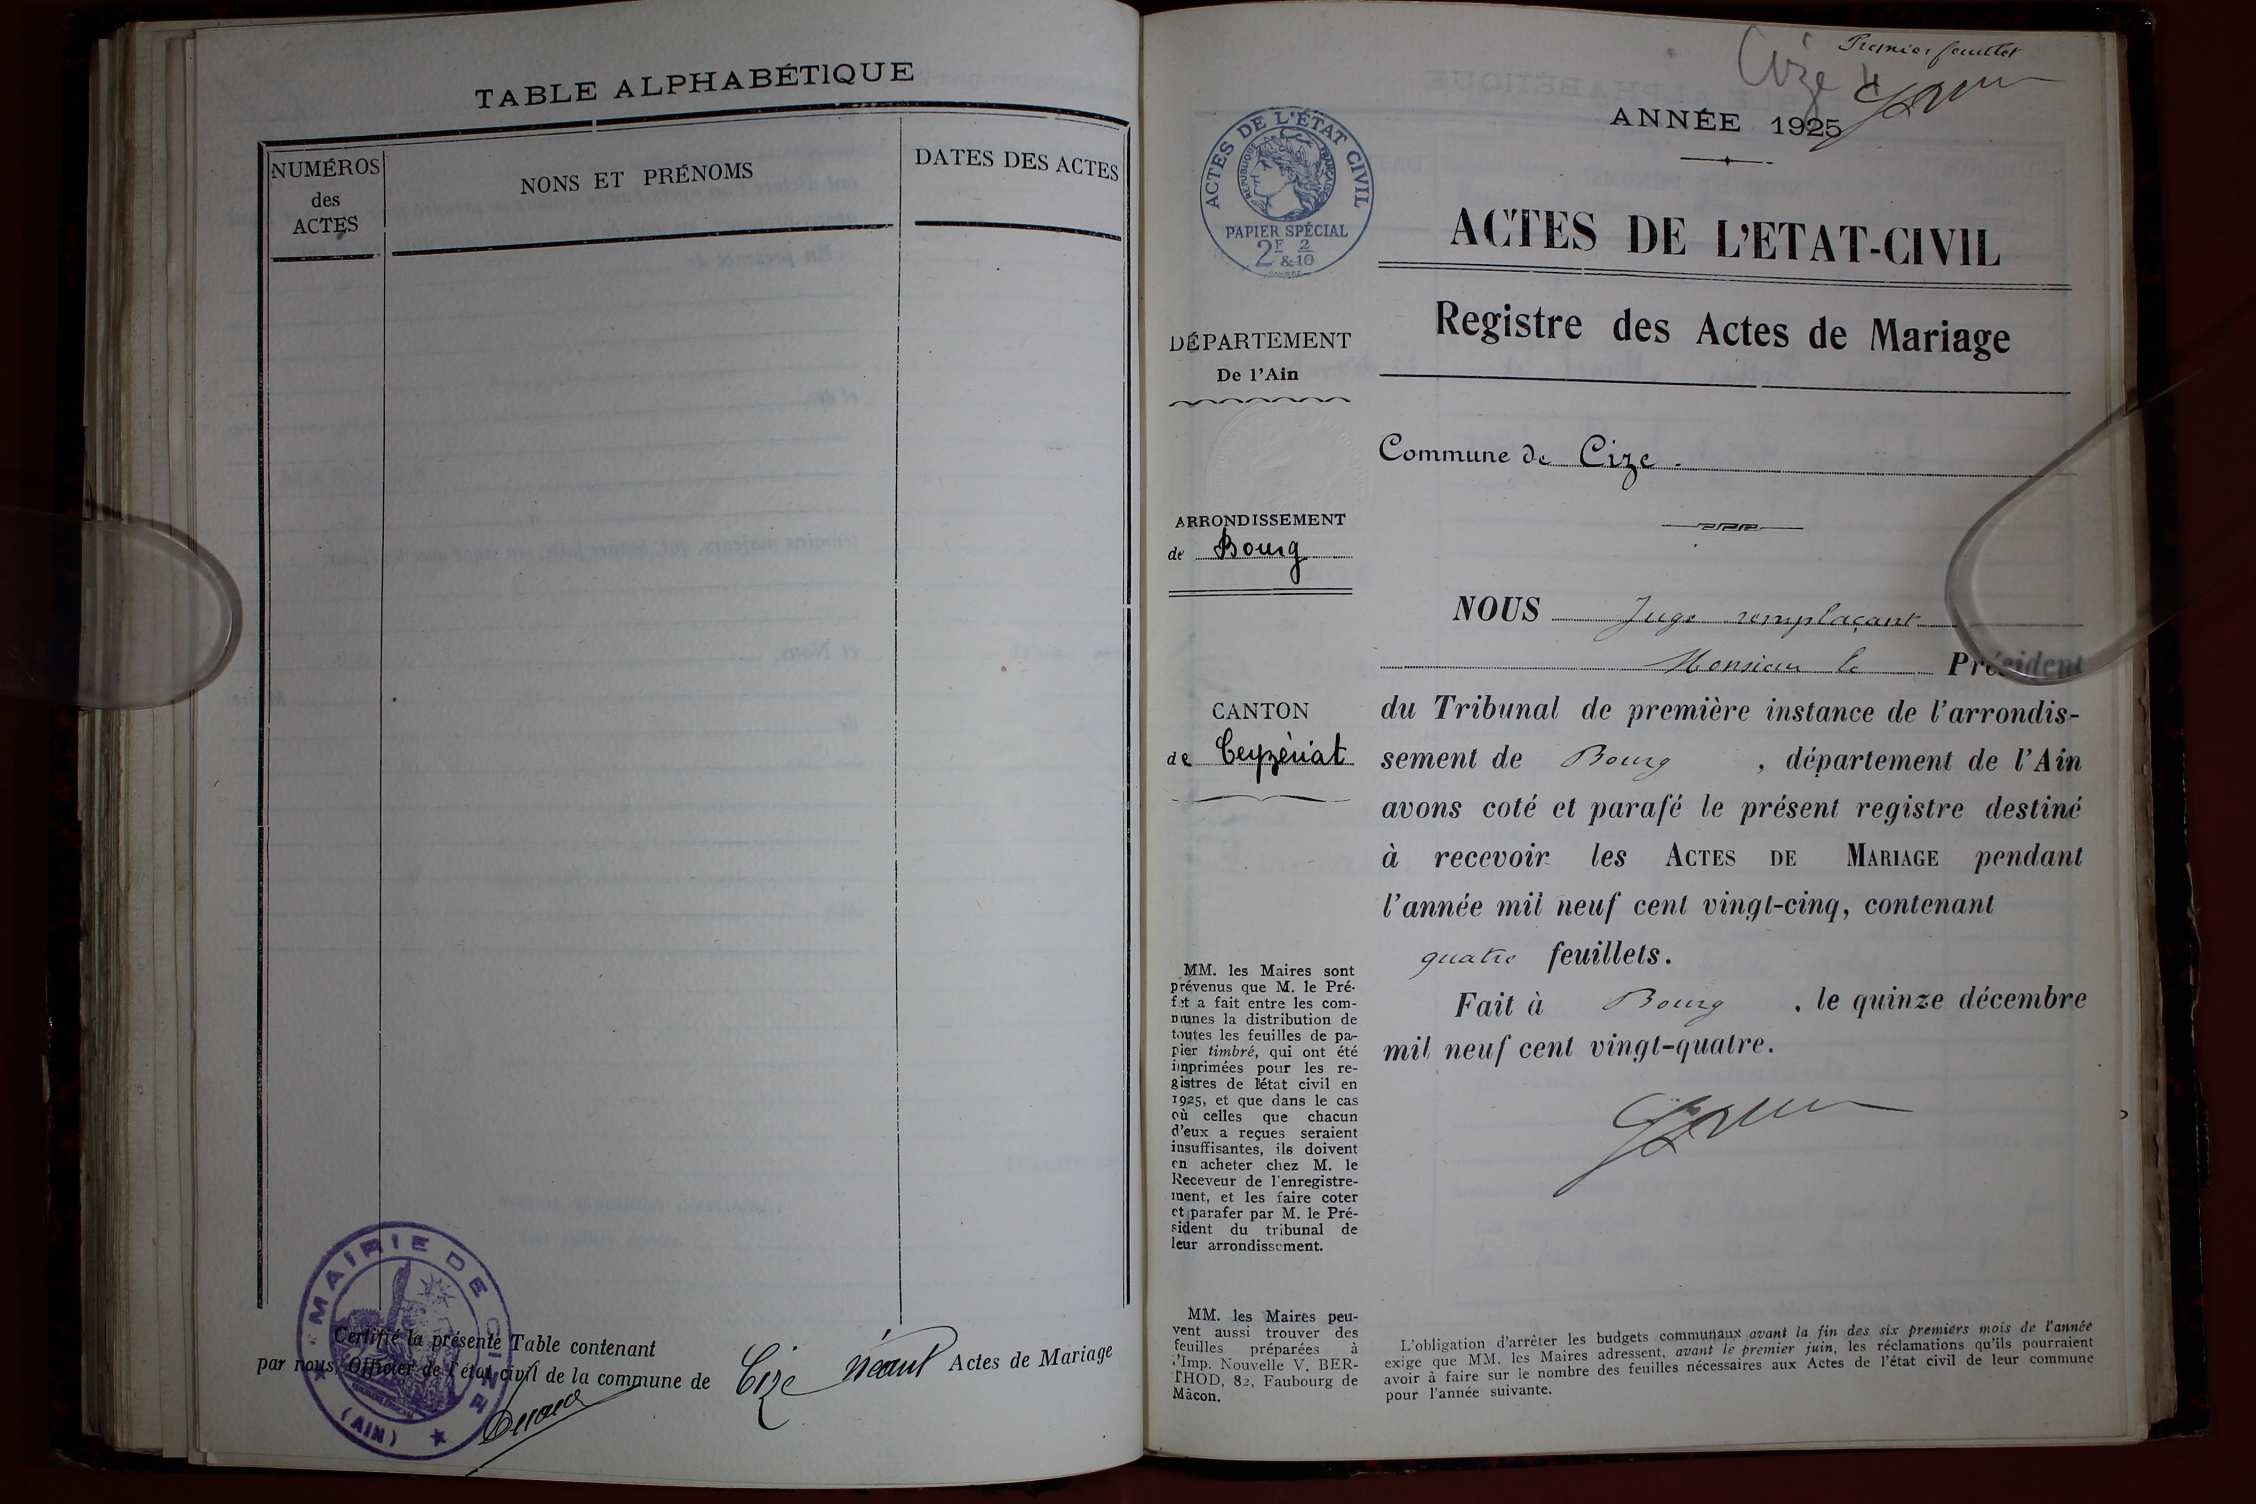 TABLE ALPHABÉTIQUE
NUMÉROS
des
ACTES
NONS ET PRÉNOMS
DATES DES ACTES
MAIRIE DE CIZE
(AIN)
Certifié la présente Table contenant
néant Actes de Mariage
par nous, Officier de l'état civil de la commune de Cize
Premier feuillet
Cize 4
ANNÉE 1925
ACTES DE L'ÉTAT CIVIL
RÉPUBLIQUE FRANÇAISE
PAPIER SPÉCIAL
2F & 2/10
ACTES DE L'ETAT-CIVIL
Registre des Actes de Mariage
DÉPARTEMENT
De l'Ain
Commune de Cize.
ARRONDISSEMENT
de Bourg
CANTON
de Ceyzériat
NOUS Juge remplaçant
Monsieur le Président
du Tribunal de première instance de l'arrondis-
sement de Bourg, département de l'Ain
avons coté et parafé le présent registre destiné
à recevoir les ACTES DE MARIAGE pendant
l'année mil neuf cent vingt-cinq, contenant
quatre feuillets.
Fait à Bourg, le quinze décembre
mil neuf cent vingt-quatre.
MM. les Maires sont
prévenus que M. le Pré-
fet a fait entre les com-
munes la distribution de
toutes les feuilles de pa-
pier timbré, qui ont été
imprimées pour les re-
gistres de l'état civil en
1925, et que dans le cas
où celles que chacun
d'eux a reçues seraient
insuffisantes, ils doivent
en acheter chez M. le
Receveur de l'enregistre-
ment, et les faire coter
et parafer par M. le Pré-
sident du tribunal de
leur arrondissement.
MM. les Maires peu-
vent aussi trouver des
feuilles préparées à
l'Imp. Nouvelle V. BER-
THOD, 82, Faubourg de
Mâcon.
L'obligation d'arrêter les budgets communaux avant la fin des six premiers mois de l'année
exige que MM. les Maires adressent, avant le premier juin, les réclamations qu'ils pourraient
avoir à faire sur le nombre des feuilles nécessaires aux Actes de l'état civil de leur commune
pour l'année suivante.